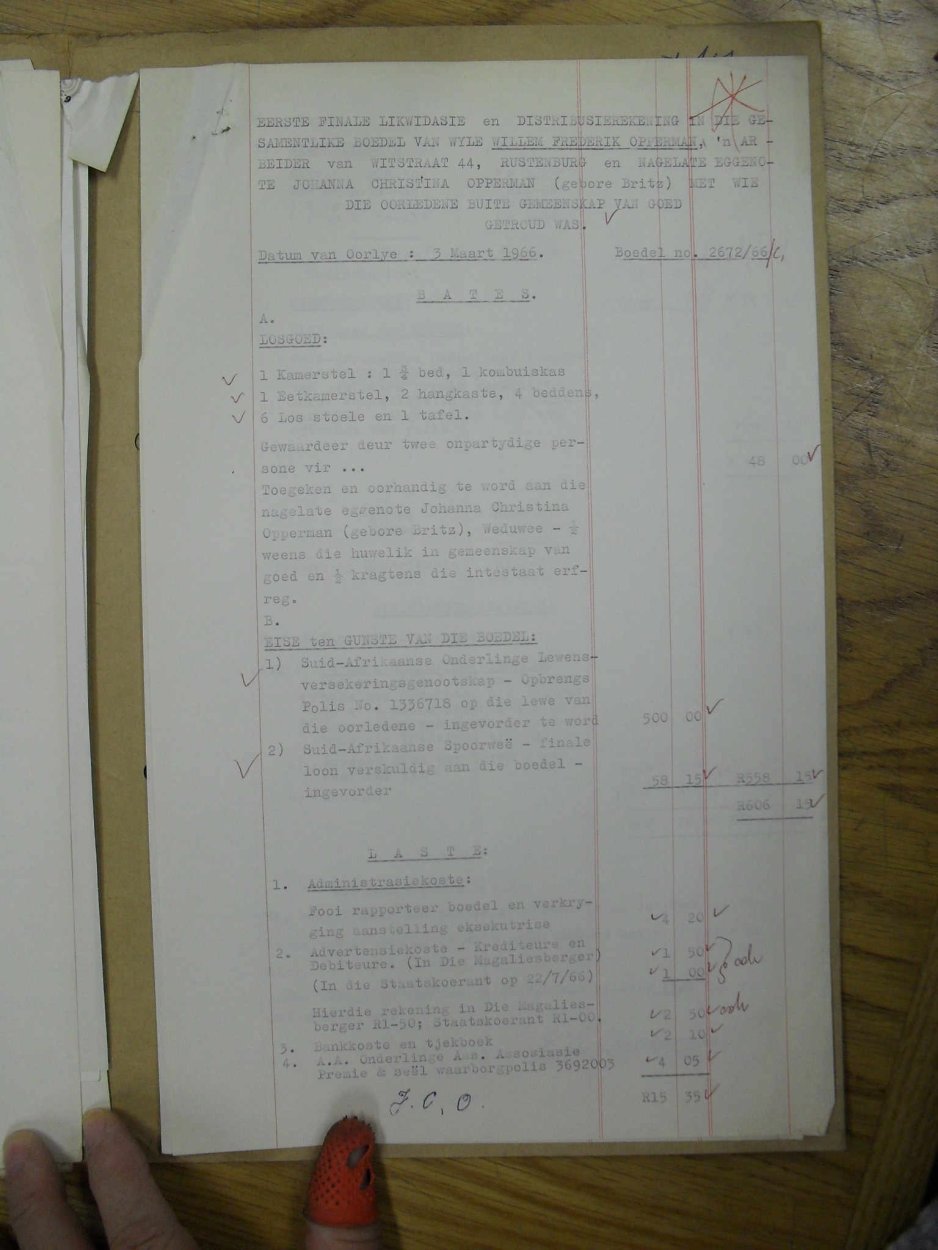 EERSTE FINALE LIKWIDASIE en DISTRIBUSIEREKENING IN DIE GE-
SAMENTLIKE BOEDEL VAN WYLE WILLEM FREDERIK OPPERMAN, 'n AR -
BEIDER van WITSTRAAT 44, RUSTENBURG en NAGELATE EGGENO-
TE JOHANNA CHRISTINA OPPERMAN (gebore Britz) MET WIE
DIE OORLEDENE BUITE GEMEENSKAP VAN GOED
GETROUD WAS.
Datum van Oorlye : 3 Maart 1966. Boedel no. 2672/66/C,
B A T E S.
A.
LOSGOED:
1 Kamerstel : 1 ¾ bed, 1 kombuiskas
1 Eetkamerstel, 2 hangkaste, 4 beddens,
6 Los stoele en 1 tafel.
Gewaardeer deur twee onpartydige per-
sone vir ... 48 00
Toegeken en oorhandig te word aan die
nagelate eggenote Johanna Christina
Opperman (gebore Britz), Weduwee - ½
weens die huwelik in gemeenskap van
goed en ½ kragtens die intestaat erf-
reg.
B.
EISE ten GUNSTE VAN DIE BOEDEL:
1) Suid-Afrikaanse Onderlinge Lewens-
versekeringsgenootskap - Opbrengs
Polis No. 1336718 op die lewe van
die oorledene - ingevorder te word 500 00
2) Suid-Afrikaanse Spoorweë - finale
loon verskuldig aan die boedel - 58 15 R558 15
ingevorder R606 15
L A S T E:
1. Administrasiekoste:
Fooi rapporteer boedel en verkry-
ging aanstelling eksekutrise 4 20
2. Advertensiekoste - Krediteure en 1 50
Debiteure. (In Die Magaliesberger)
(In die Staatskoerant op 22/7/66) 1 00
Hierdie rekening in Die Magalies-
berger R1-50; Staatskoerant R1-00. 2 50
3. Bankkoste en tjekboek 2 10
4. A.A. Onderlinge Ass. Assosiasie
Premie & seël waarborgpolis 3692003 4 05
R15 35
J. C. O.